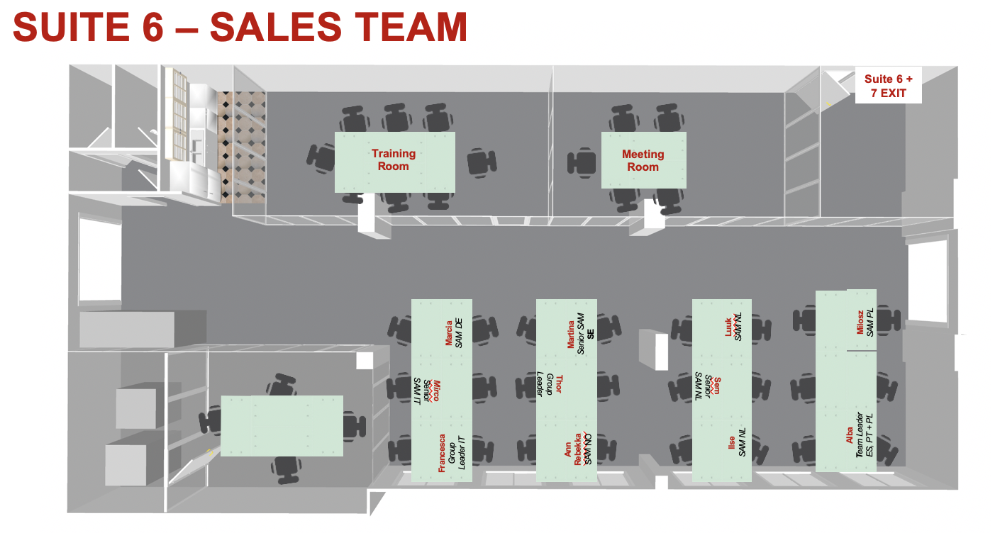 SUITE 6 – SALES TEAM
Suite 6 +
7 EXIT
Training
Room
Meeting
Room
Marcia
SAM DE
Mirco
Senior
SAM IT
Francesca
Group
Leader IT
Martina
Senior SAM
SE
Thor
Group
Leader
Ann
Rebekka
SAM NO
Luuk
SAM NL
Sem
Senior
SAM NL
Ilse
SAM NL
Milosz
SAM PL
Alba
Team Leader
ES, PT + PL